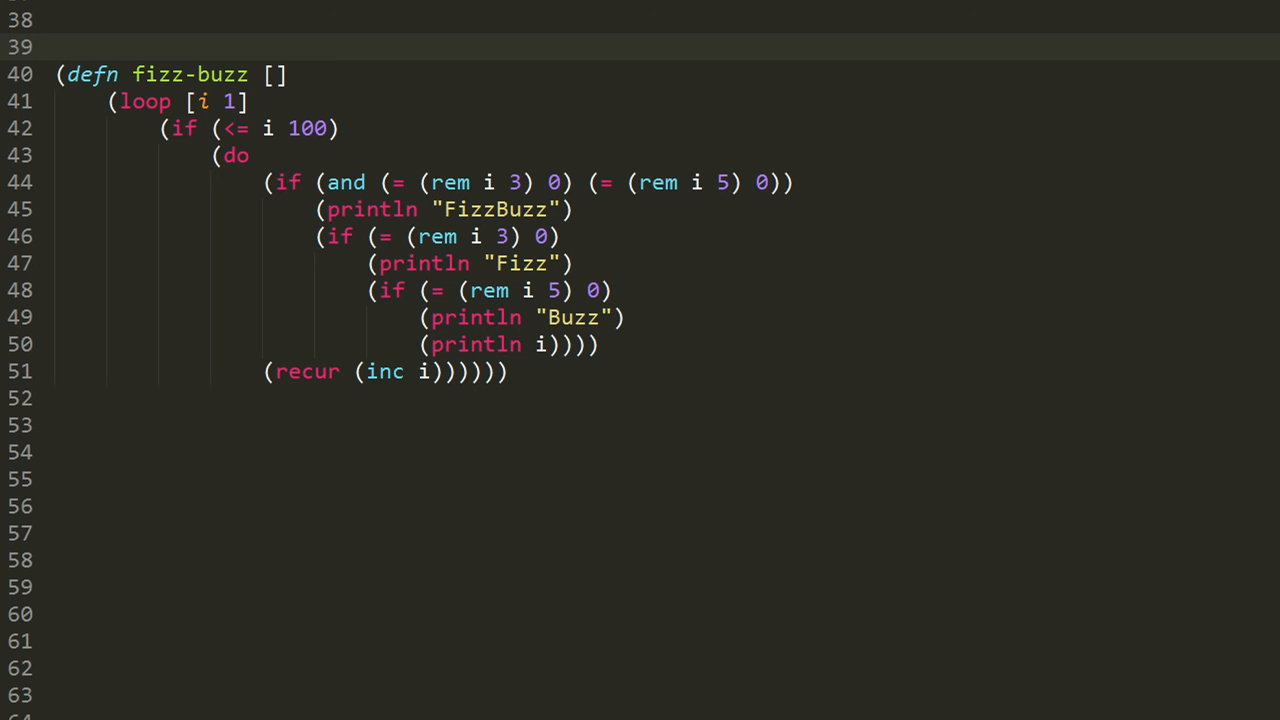 38
39
40 (defn fizz-buzz []
41     (loop [i 1]
42         (if (<= i 100)
43             (do
44                 (if (and (= (rem i 3) 0) (= (rem i 5) 0))
45                     (println "FizzBuzz")
46                     (if (= (rem i 3) 0)
47                         (println "Fizz")
48                         (if (= (rem i 5) 0)
49                             (println "Buzz")
50                             (println i))))
51                 (recur (inc i))))))
52
53
54
55
56
57
58
59
60
61
62
63